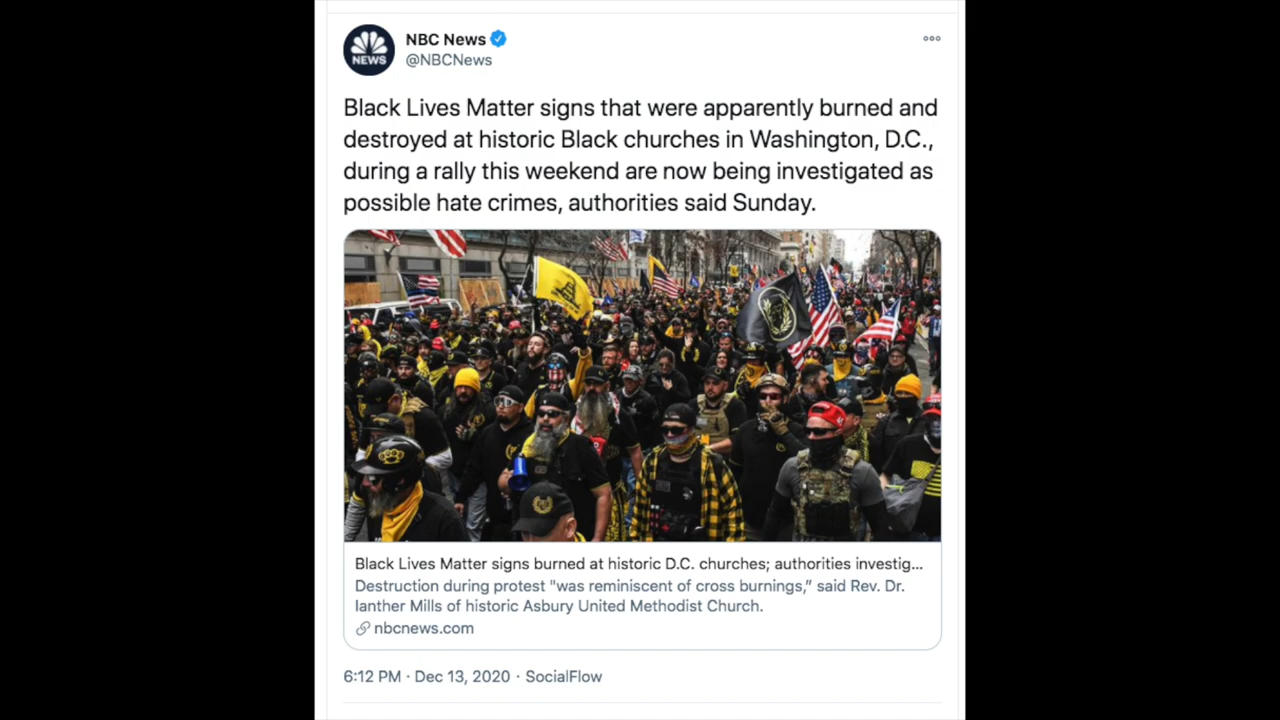 NEWS
NBC News
@NBCNews
Black Lives Matter signs that were apparently burned and
destroyed at historic Black churches in Washington, D.C.,
during a rally this weekend are now being investigated as
possible hate crimes, authorities said Sunday.
Black Lives Matter signs burned at historic D.C. churches; authorities investig...
Destruction during protest "was reminiscent of cross burnings,” said Rev. Dr.
Ianther Mills of historic Asbury United Methodist Church.
nbcnews.com
6:12 PM · Dec 13, 2020 · SocialFlow